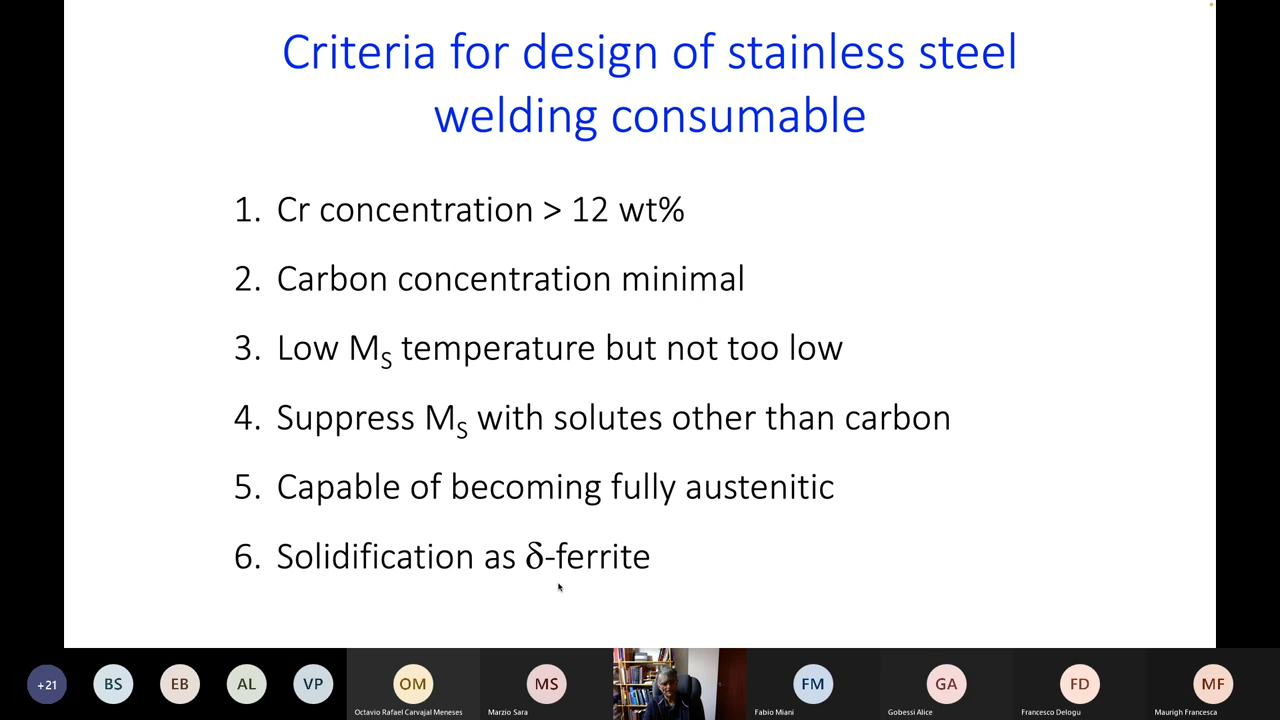 Criteria for design of stainless steel
welding consumable
1. Cr concentration > 12 wt%
2. Carbon concentration minimal
3. Low MS temperature but not too low
4. Suppress MS with solutes other than carbon
5. Capable of becoming fully austenitic
6. Solidification as δ-ferrite
+21 BS EB AL VP OM MS FM GA FD MF
Octavio Rafael Carvajal Meneses Marzio Sara Fabio Miani Gobessi Alice Francesco Delogu Maurigh Francesca